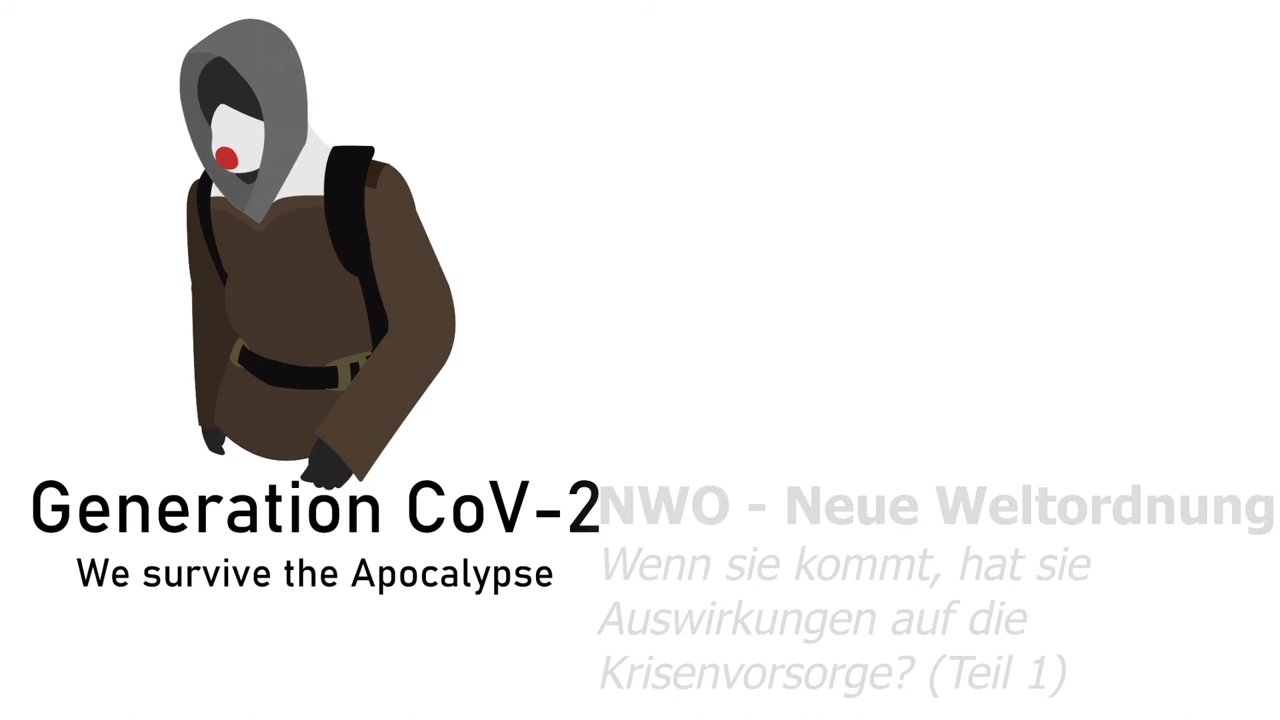 Generation CoV-2
We survive the Apocalypse
NWO - Neue Weltordnung
Wenn sie kommt, hat sie
Auswirkungen auf die
Krisenvorsorge? (Teil 1)